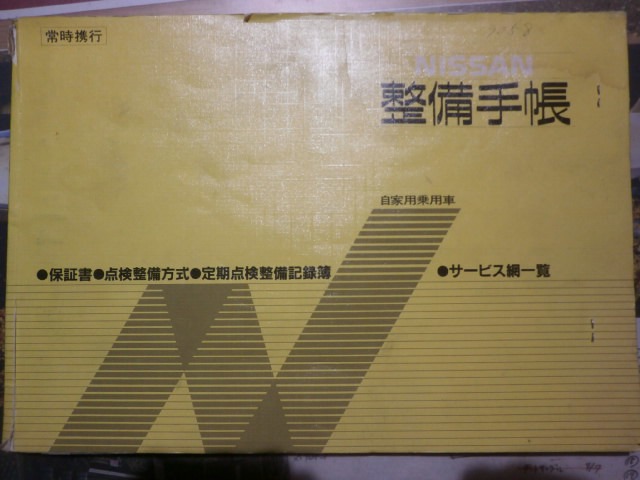 常時携行
NISSAN
整備手帳
自家用乗用車
●保証書●点検整備方式●定期点検整備記録簿
●サービス網一覧